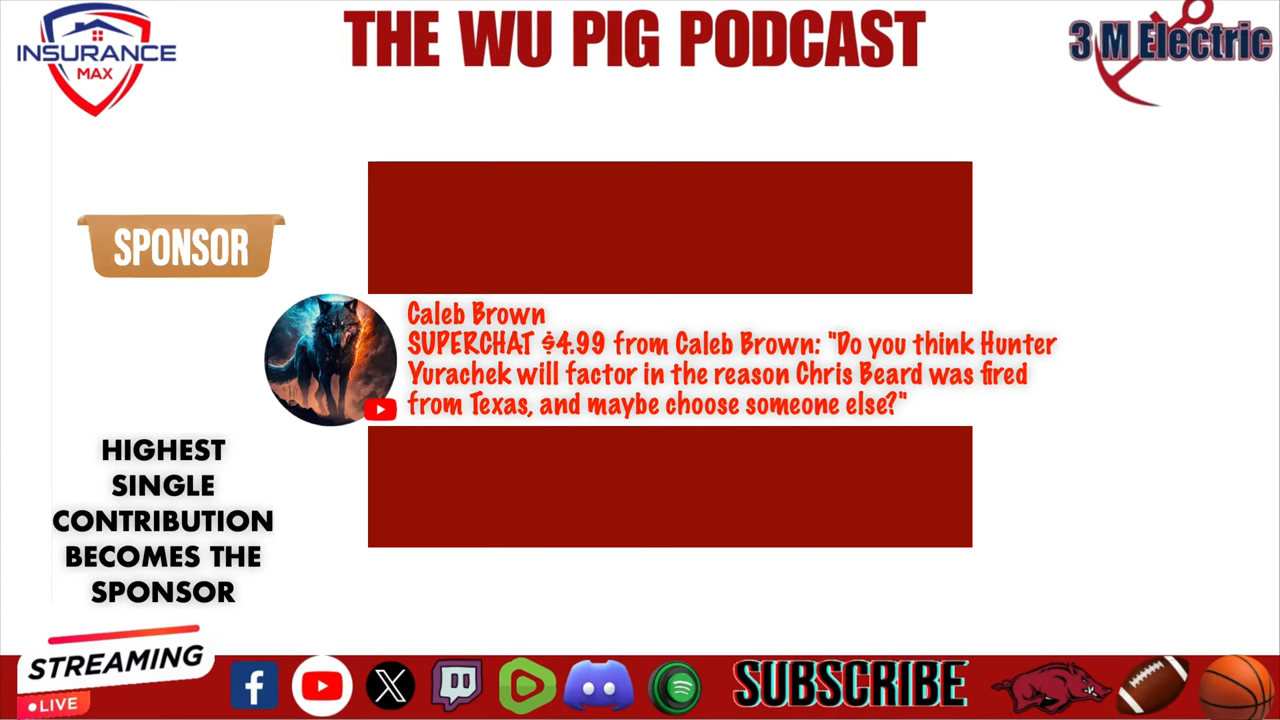 THE WU PIG PODCAST
INSURANCE
MAX
3 M Electric
SPONSOR
Caleb Brown
SUPERCHAT $4.99 from Caleb Brown: "Do you think Hunter
Yurachek will factor in the reason Chris Beard was fired
from Texas, and maybe choose someone else?"
HIGHEST
SINGLE
CONTRIBUTION
BECOMES THE
SPONSOR
STREAMING
LIVE
SUBSCRIBE